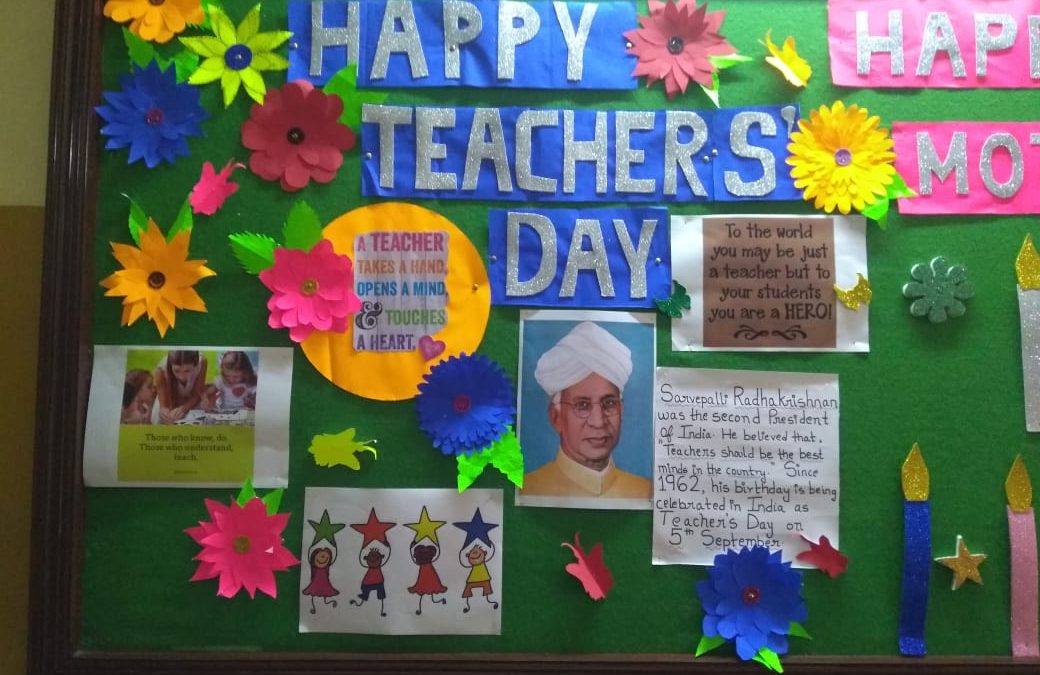 HAPPY
TEACHERS'
DAY
HAP
MOT
A TEACHER
TAKES A HAND,
OPENS A MIND,
& TOUCHES
A HEART.
To the world
you may be just
a teacher but to
your students
you are a HERO!
Those who know, do.
Those who understand,
teach.
Sarvepalli Radhakrishnan
was the second President
of India. He believed that,
"Teachers should be the best
minds in the country." Since
1962, his birthday is being
celebrated in India as
Teacher's Day on
5th September.